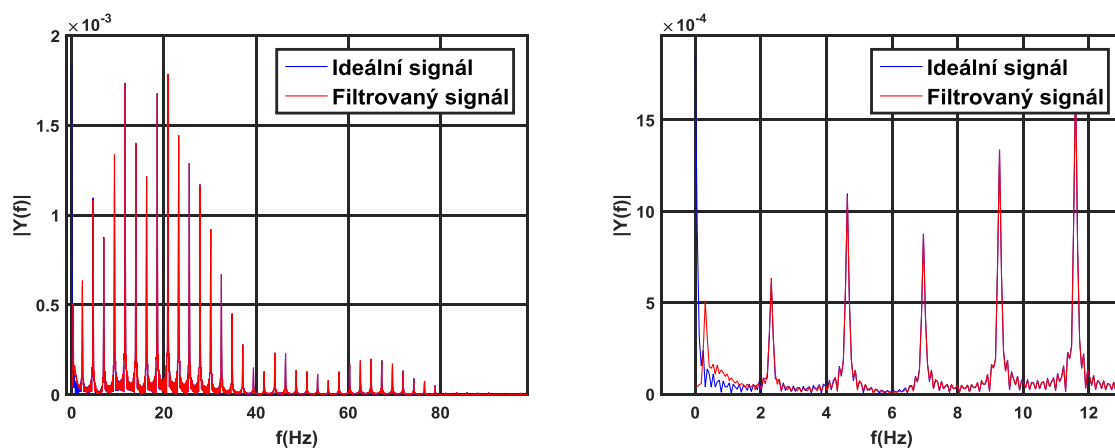 ×10-3
2
1.5
1
0.5
0
|Y(f)|
Ideální signál
Filtrovaný signál
0 20 40 60 80
f(Hz)
×10-4
15
10
5
0
|Y(f)|
Ideální signál
Filtrovaný signál
0 2 4 6 8 10 12
f(Hz)